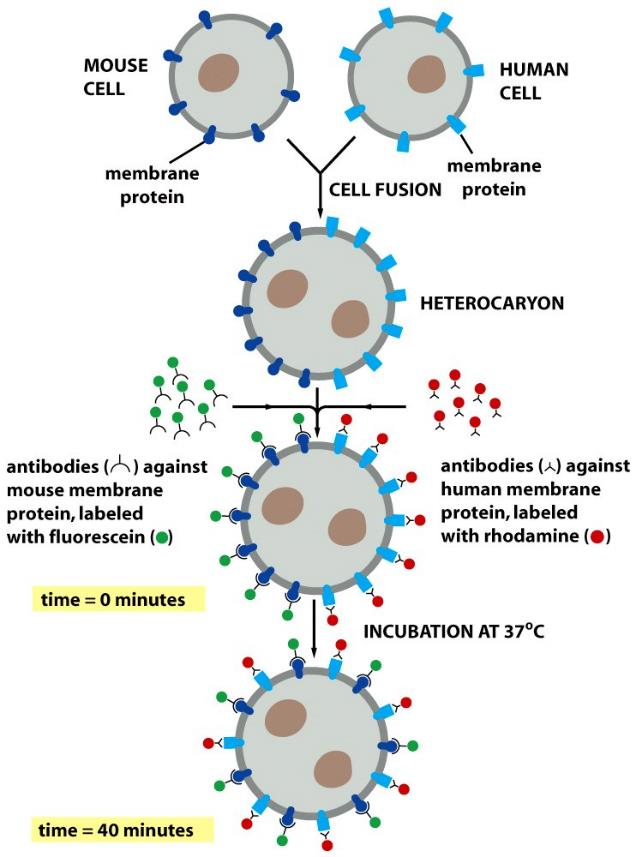 MOUSE
CELL
HUMAN
CELL
membrane
protein
membrane
protein
CELL FUSION
HETEROCARYON
antibodies ( ) against
mouse membrane
protein, labeled
with fluorescein ( )
antibodies ( ) against
human membrane
protein, labeled
with rhodamine ( )
time = 0 minutes
INCUBATION AT 37°C
time = 40 minutes